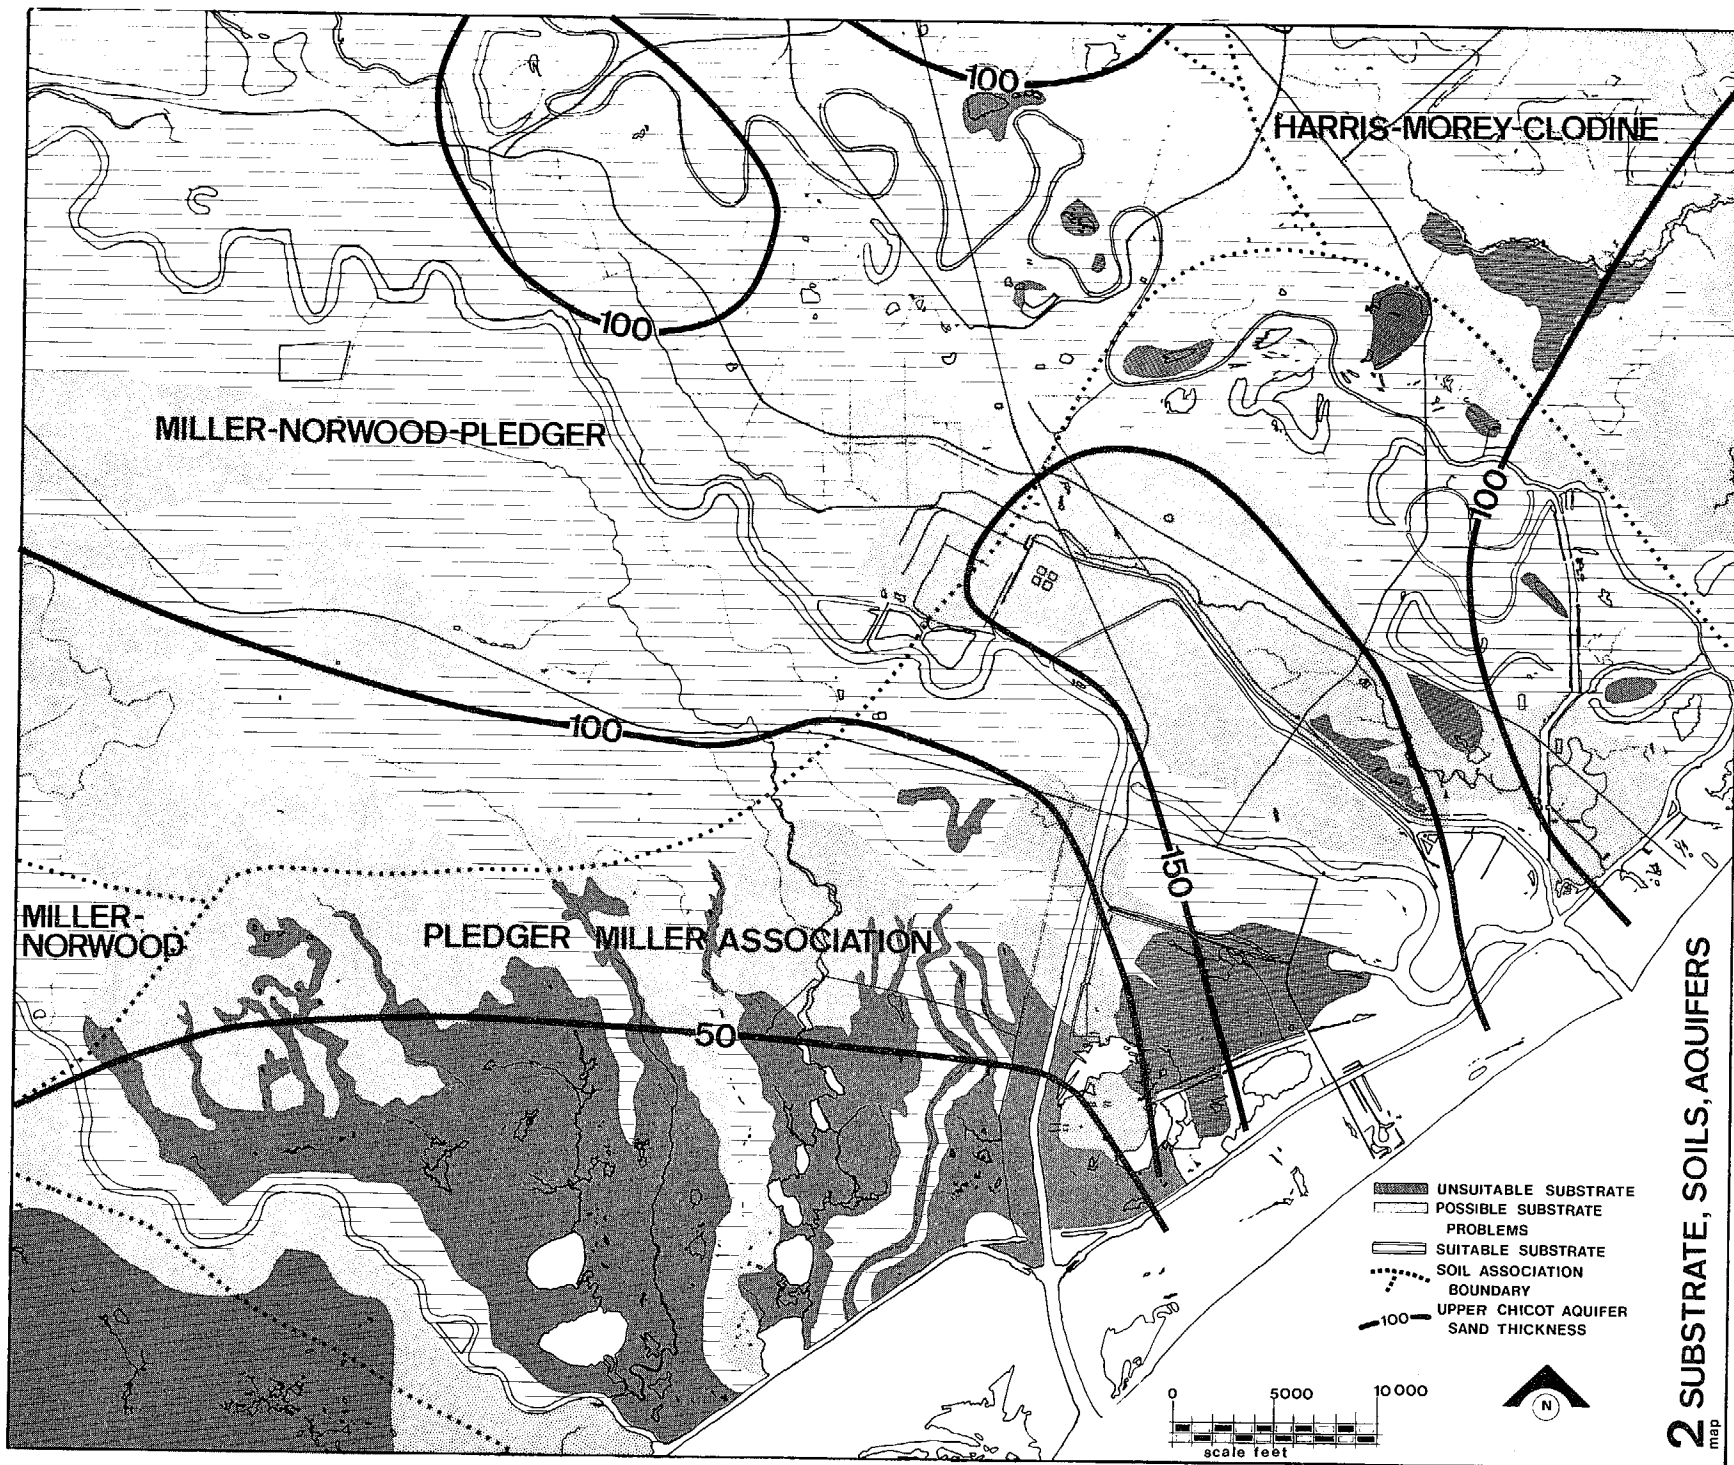 100
HARRIS-MOREY-CLODINE
100
MILLER-NORWOOD-PLEDGER
100
100
150
MILLER-
NORWOOD
PLEDGER MILLER ASSOCIATION
50
UNSUITABLE SUBSTRATE
POSSIBLE SUBSTRATE
PROBLEMS
SUITABLE SUBSTRATE
SOIL ASSOCIATION
BOUNDARY
100 UPPER CHICOT AQUIFER
SAND THICKNESS
0 5000 10000
scale feet
N
2 SUBSTRATE, SOILS, AQUIFERS
map